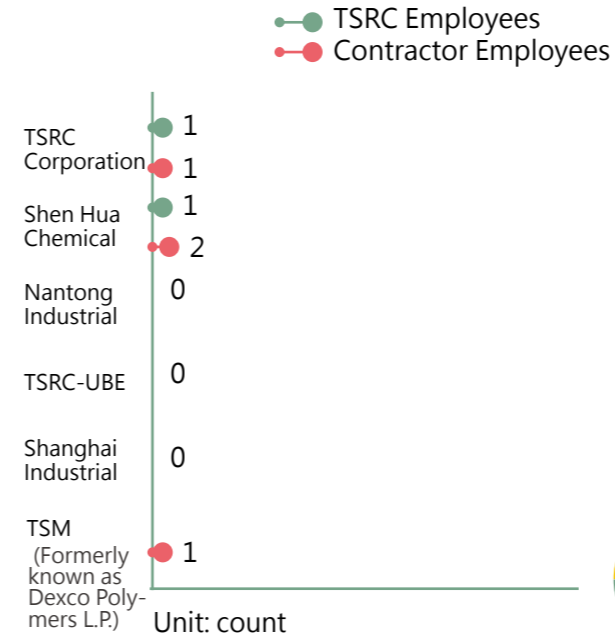 TSRC Employees
Contractor Employees
TSRC
Corporation
1
1
Shen Hua
Chemical
1
2
Nantong
Industrial
0
TSRC-UBE
0
Shanghai
Industrial
0
TSM
(Formerly
known as
Dexco Poly-
mers L.P.)
1
Unit: count